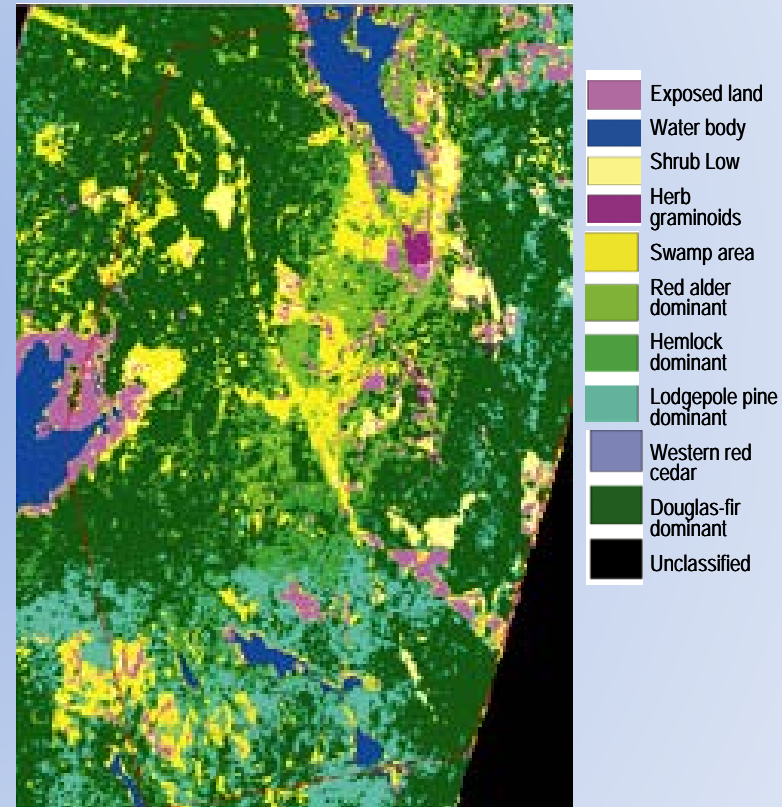 Exposed land
Water body
Shrub Low
Herb
graminoids
Swamp area
Red alder
dominant
Hemlock
dominant
Lodgepole pine
dominant
Western red
cedar
Douglas-fir
dominant
Unclassified